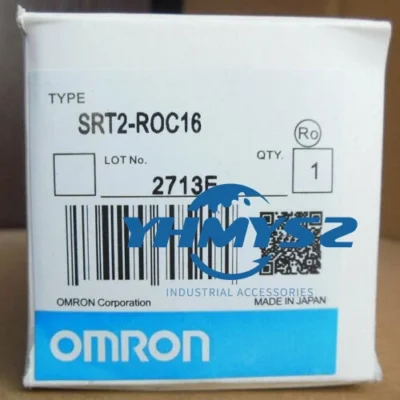 TYPE
SRT2-ROC16
Ro
LOT No.
QTY.
2713E
1
YHMYSZ
INDUSTRIAL ACCESSORIES
OMRON Corporation
MADE IN JAPAN
OMRON